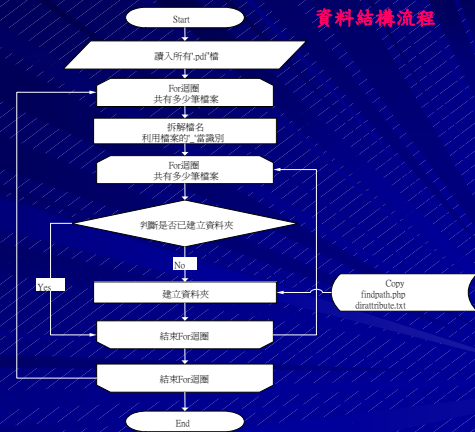 資料結構流程
Start
讀入所有'.pdf'檔
For迴圈
共有多少筆檔案
拆解檔名
利用檔案的'_'當識別
For迴圈
共有多少筆檔案
判斷是否已建立資料夾
No
Yes
建立資料夾
Copy
findpath.php
dirattribute.txt
結束For迴圈
結束For迴圈
End